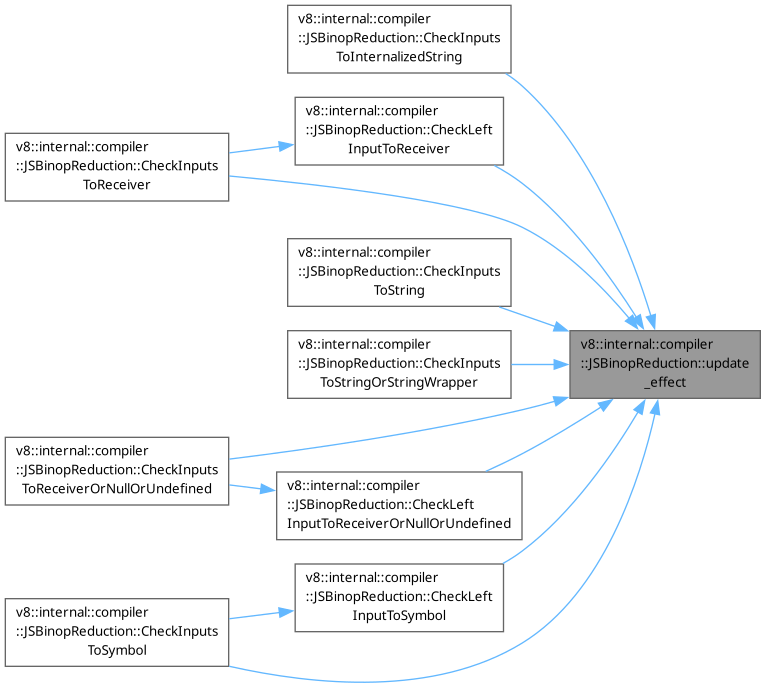 v8::internal::compiler
::JSBinopReduction::CheckInputs
ToInternalizedString
v8::internal::compiler
::JSBinopReduction::CheckLeft
InputToReceiver
v8::internal::compiler
::JSBinopReduction::CheckInputs
ToReceiver
v8::internal::compiler
::JSBinopReduction::CheckInputs
ToString
v8::internal::compiler
::JSBinopReduction::CheckInputs
ToStringOrStringWrapper
v8::internal::compiler
::JSBinopReduction::update
_effect
v8::internal::compiler
::JSBinopReduction::CheckInputs
ToReceiverOrNullOrUndefined
v8::internal::compiler
::JSBinopReduction::CheckLeft
InputToReceiverOrNullOrUndefined
v8::internal::compiler
::JSBinopReduction::CheckLeft
InputToSymbol
v8::internal::compiler
::JSBinopReduction::CheckInputs
ToSymbol